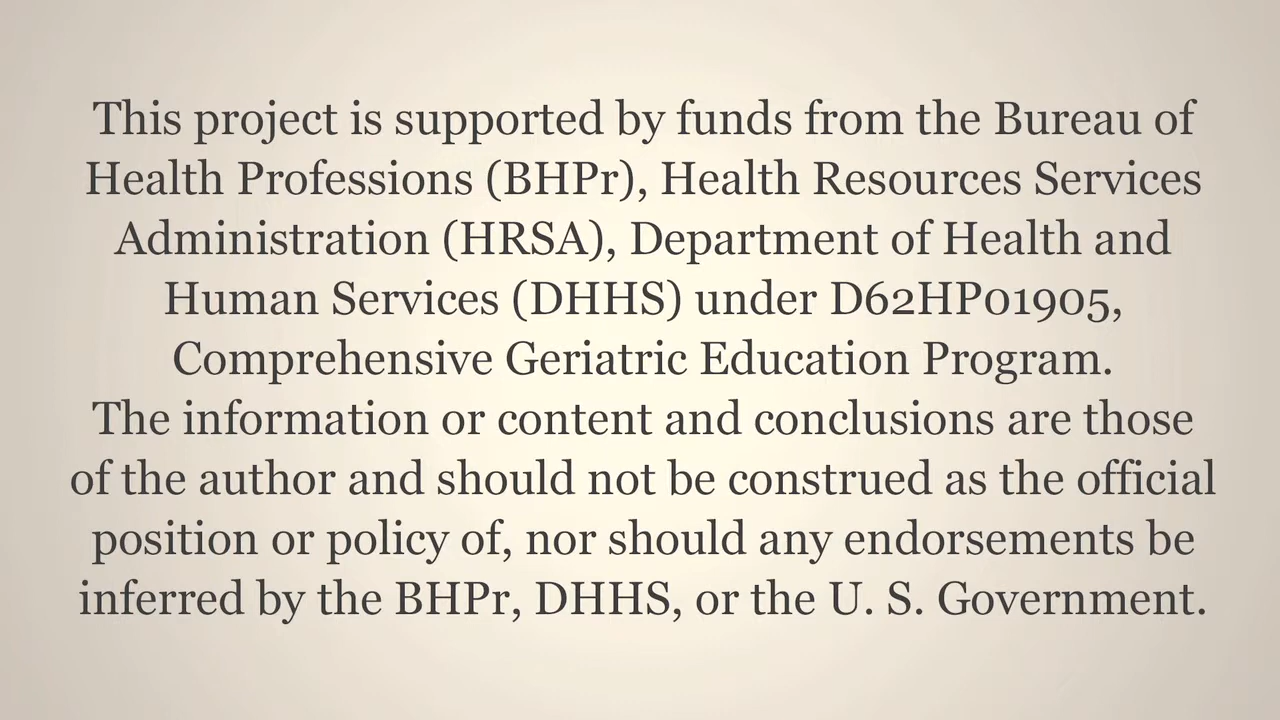 This project is supported by funds from the Bureau of
Health Professions (BHPr), Health Resources Services
Administration (HRSA), Department of Health and
Human Services (DHHS) under D62HP01905,
Comprehensive Geriatric Education Program.
The information or content and conclusions are those
of the author and should not be construed as the official
position or policy of, nor should any endorsements be
inferred by the BHPr, DHHS, or the U. S. Government.